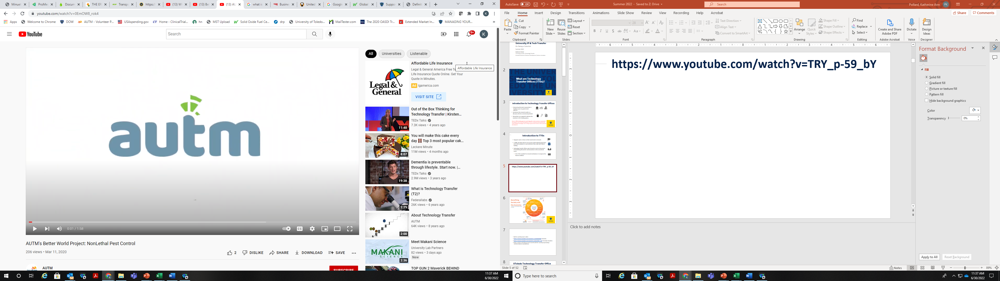 Minuet
ProMe
Docum
THE ER
Transpo
https:/
(13) WI
(13) Be
(13) AU
what is
Busine
United
Google
Global
Suppo
Definiti
youtube.com/watch?v=0EmOW8_rok4
Apps
Welcome to Chrome
DOW
AUTM - Volunteer P...
USAspending.gov
CT Home - ClinicalTrial...
hn
MST Upload
Solid Oxide Fuel Ce...
drp
University of Toledo...
MailTester.com
The 2020 OASDI Tr...
Extended Market In...
MANAGING YOUR...
YouTube
Search
9+
K
autm
0:01 / 1:58
AUTM's Better World Project: NonLethal Pest Control
206 views • Mar 11, 2020
2
DISLIKE
SHARE
DOWNLOAD
SAVE
AUTM
SUBSCRIBE
All
Universities
Listenable
Legal &
General
Affordable Life Insurance
Affordable Life Insurance
Legal & General America Free Te
Life Insurance Quote Online. Get Your
Quote in Minutes.
Ad lgamerica.com
VISIT SITE
Out of the Box Thinking for
Technology Transfer | Kirsten...
TEDx Talks
7.3K views • 4 years ago
11:48
You will make this cake every
day Top 3 most popular cak...
Leckere Minute
11M views • 4 months ago
8:07
Dementia is preventable
through lifestyle. Start now. |...
TEDx Talks
2.9M views • 3 years ago
19:38
What is Technology Transfer
(T2)?
Federallabs
26K views • 6 years ago
2:29
About Technology Transfer
AUTM
64K views • 8 years ago
2:00
Meet Makani Science
University Lab Partners
82 views • 3 days ago
New
MAKANI
SCIENCE
2:36
TOP GUN 2 Maverick BEHIND
11:37 AM
6/30/2022
AutoSave Off
Summer 2022 - Saved to Z: Drive
Search
Pollard, Katherine Ann
PK
File
Home
Insert
Design
Transitions
Animations
Slide Show
Review
View
Recording
Help
Acrobat
Share
Comments
Paste
Cut
Copy
Format Painter
Clipboard
New
Slide
Reuse
Slides
Layout
Reset
Section
Slides
28
Font
Text Direction
Align Text
Convert to SmartArt
Paragraph
Arrange
Quick
Styles
Shape Fill
Shape Outline
Shape Effects
Drawing
Find
Replace
Select
Editing
Create and Share
Adobe PDF
Adobe Acrobat
Dictate
Voice
Design
Ideas
Designer
University IP & Tech Transfer
On Being a Scientist
Summer 2022
2
What are Technology
Transfer Offices (TTOs)?
3
Introduction to Technology Transfer Offices
4
Introduction to TTOs
5
https://www.youtube.com/watch?v=TRY_p-59_bY
6
Benefiting
Society and
the Economy
7
8
UToledo Technology Transfer Office
https://www.youtube.com/watch?v=TRY_p-59_bY
Click to add notes
Format Background
Fill
Solid fill
Gradient fill
Picture or texture fill
Pattern fill
Hide background graphics
Color
Transparency
0%
Apply to All
Reset Background
Slide 5 of 52
Notes
89%
Type here to search
11:37 AM
6/30/2022